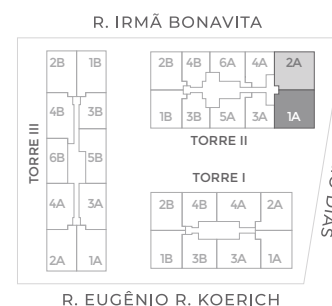 R. IRMÃ BONAVITA
2B 1B
4B 3B
6B 5B
4A 3A
2A 1A
TORRE III
2B 4B 6A 4A 2A
1B 3B 5A 3A 1A
TORRE II
TORRE I
2B 4B 4A 2A
1B 3B 3A 1A
DIAS
R. EUGÊNIO R. KOERICH